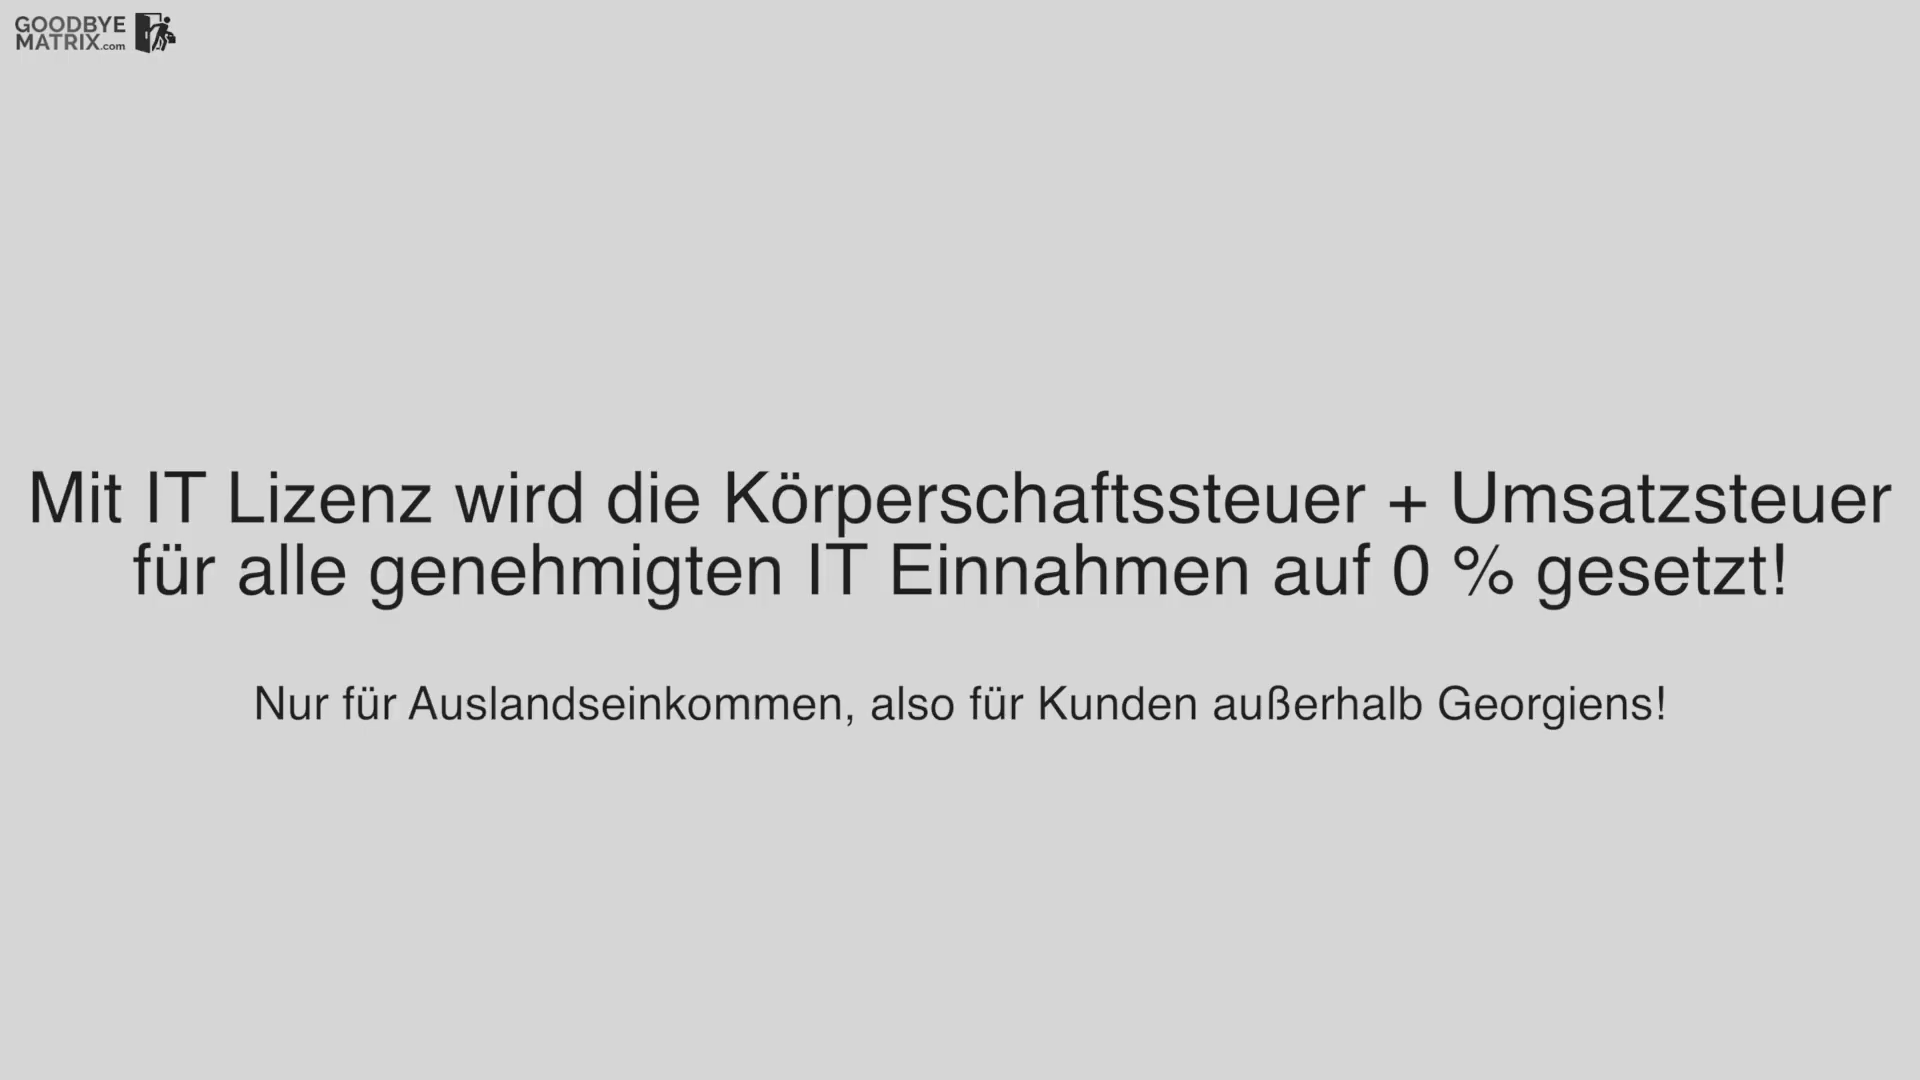 GOODBYE
MATRIX.com
Mit IT Lizenz wird die Körperschaftssteuer + Umsatzsteuer
für alle genehmigten IT Einnahmen auf 0 % gesetzt!
Nur für Auslandseinkommen, also für Kunden außerhalb Georgiens!